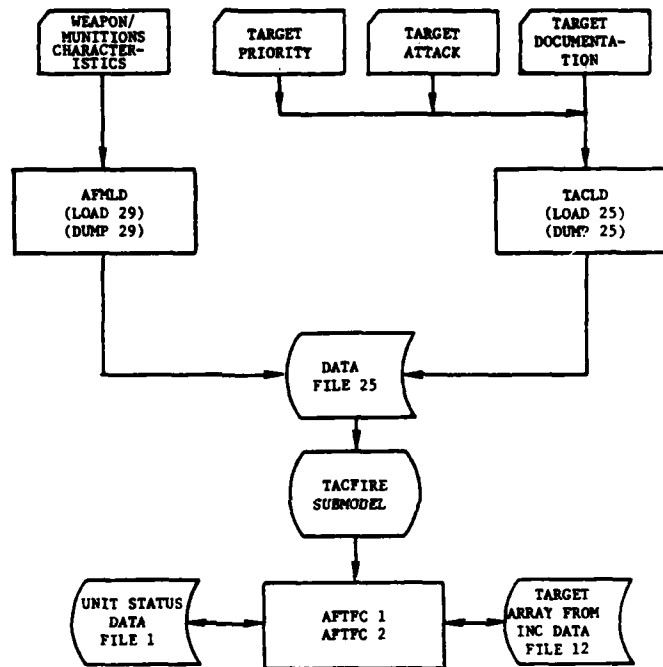 WEAPON/
MUNITIONS
CHARACTER-
ISTICS
TARGET
PRIORITY
TARGET
ATTACK
TARGET
DOCUMENTA-
TION
AFMLD
(LOAD 29)
(DUMP 29)
TACLD
(LOAD 25)
(DUMP 25)
DATA
FILE 25
TACFIRE
SUBMODEL
UNIT STATUS
DATA
FILE 1
AFTFC 1
AFTFC 2
TARGET
ARRAY FROM
INC DATA
FILE 12